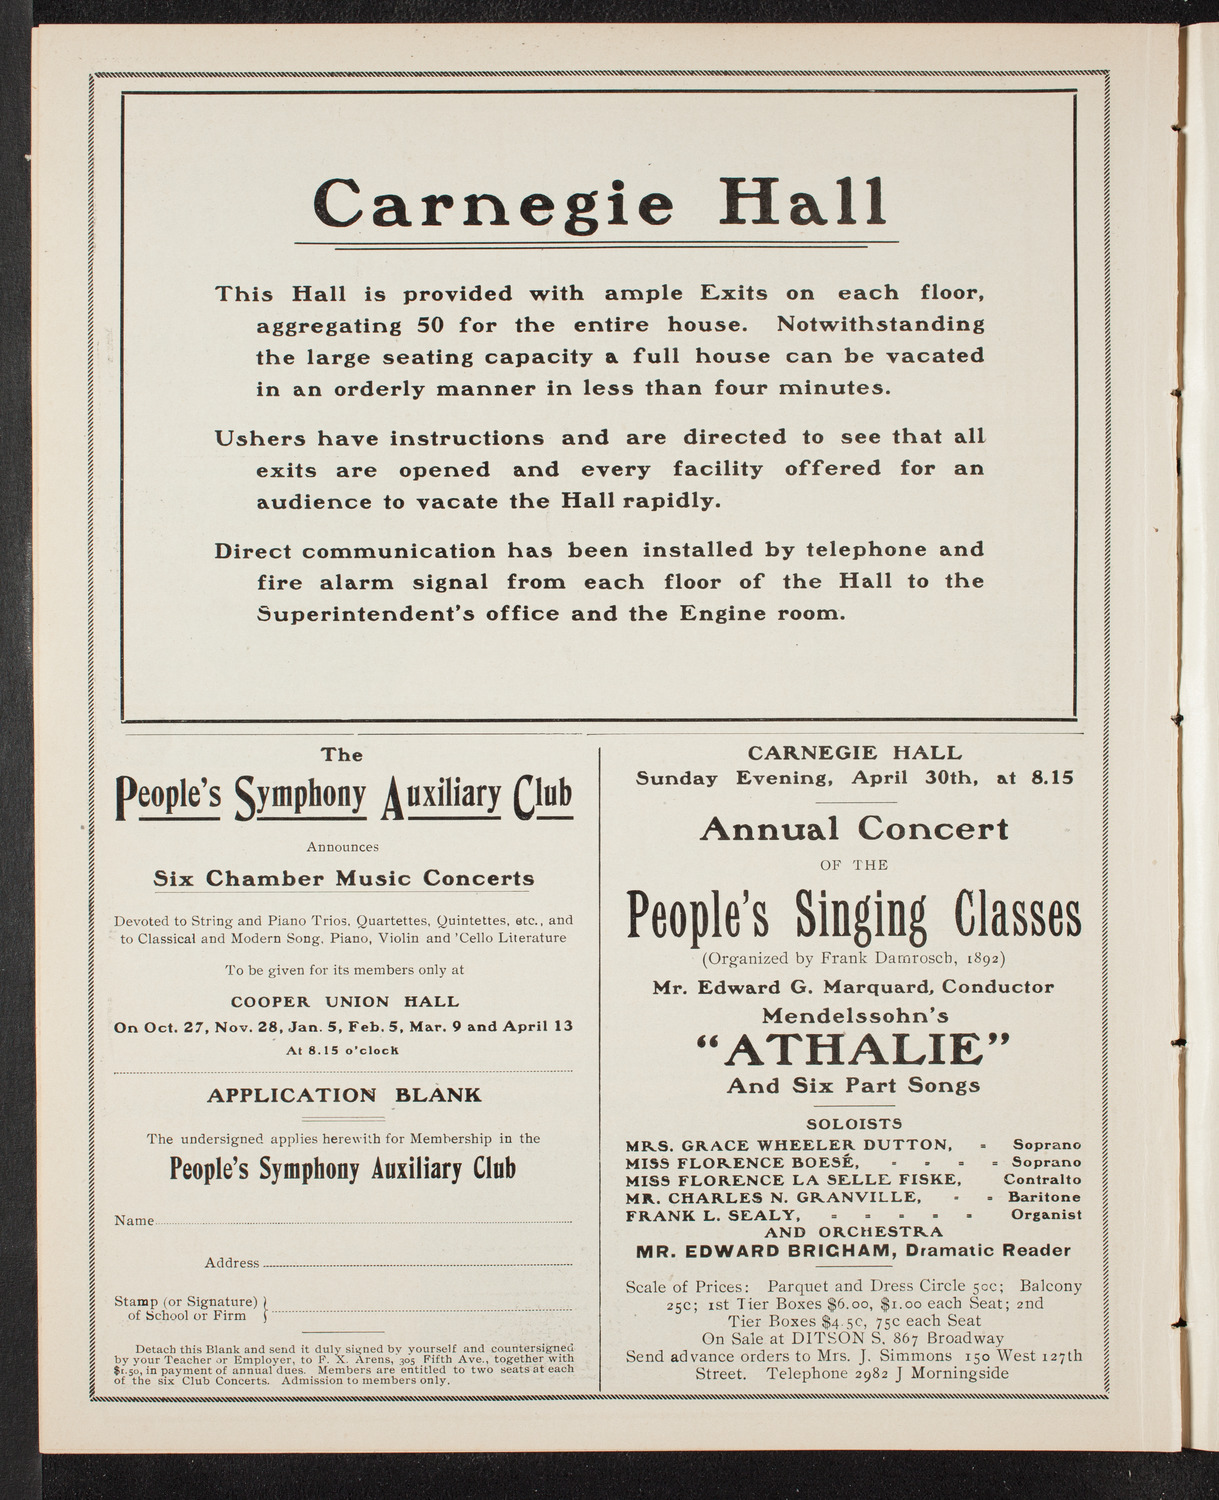 Carnegie Hall
This Hall is provided with ample Exits on each floor,
aggregating 50 for the entire house. Notwithstanding
the large seating capacity a full house can be vacated
in an orderly manner in less than four minutes.
Ushers have instructions and are directed to see that all
exits are opened and every facility offered for an
audience to vacate the Hall rapidly.
Direct communication has been installed by telephone and
fire alarm signal from each floor of the Hall to the
Superintendent's office and the Engine room.
The
People's Symphony Auxiliary Club
Announces
Six Chamber Music Concerts
Devoted to String and Piano Trios, Quartettes, Quintettes, etc., and
to Classical and Modern Song, Piano, Violin and 'Cello Literature
To be given for its members only at
COOPER UNION HALL
On Oct. 27, Nov. 28, Jan. 5, Feb. 5, Mar. 9 and April 13
At 8.15 o'clock
APPLICATION BLANK
The undersigned applies herewith for Membership in the
People's Symphony Auxiliary Club
Name
Address
Stamp (or Signature)
of School or Firm
Detach this Blank and send it duly signed by yourself and countersigned
by your Teacher or Employer, to F. X. Arens, 305 Fifth Ave., together with
$1.50, in payment of annual dues. Members are entitled to two seats at each
of the six Club Concerts. Admission to members only.
CARNEGIE HALL
Sunday Evening, April 30th, at 8.15
Annual Concert
OF THE
People's Singing Classes
(Organized by Frank Damrosch, 1892)
Mr. Edward G. Marquard, Conductor
Mendelssohn's
"ATHALIE"
And Six Part Songs
SOLOISTS
MRS. GRACE WHEELER DUTTON, - Soprano
MISS FLORENCE BOESÉ, - - - - Soprano
MISS FLORENCE LA SELLE FISKE, Contralto
MR. CHARLES N. GRANVILLE, - - Baritone
FRANK L. SEALY, - - - - - Organist
AND ORCHESTRA
MR. EDWARD BRIGHAM, Dramatic Reader
Scale of Prices: Parquet and Dress Circle 50c; Balcony
25c; 1st Tier Boxes $6.00, $1.00 each Seat; 2nd
Tier Boxes $4.50, 75c each Seat
On Sale at DITSON S, 867 Broadway
Send advance orders to Mrs. J. Simmons 150 West 127th
Street. Telephone 2982 J Morningside